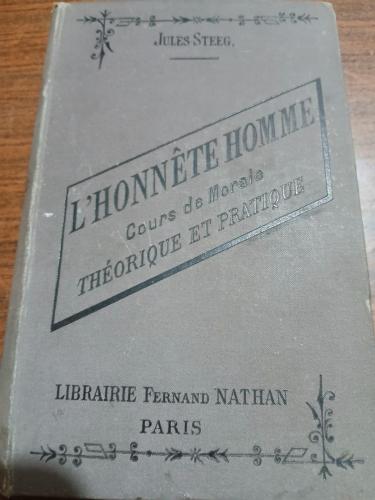 JULES STEEG.
L'HONNÊTE HOMME
Cours de Morale
THÉORIQUE ET PRATIQUE
LIBRAIRIE FERNAND NATHAN
PARIS